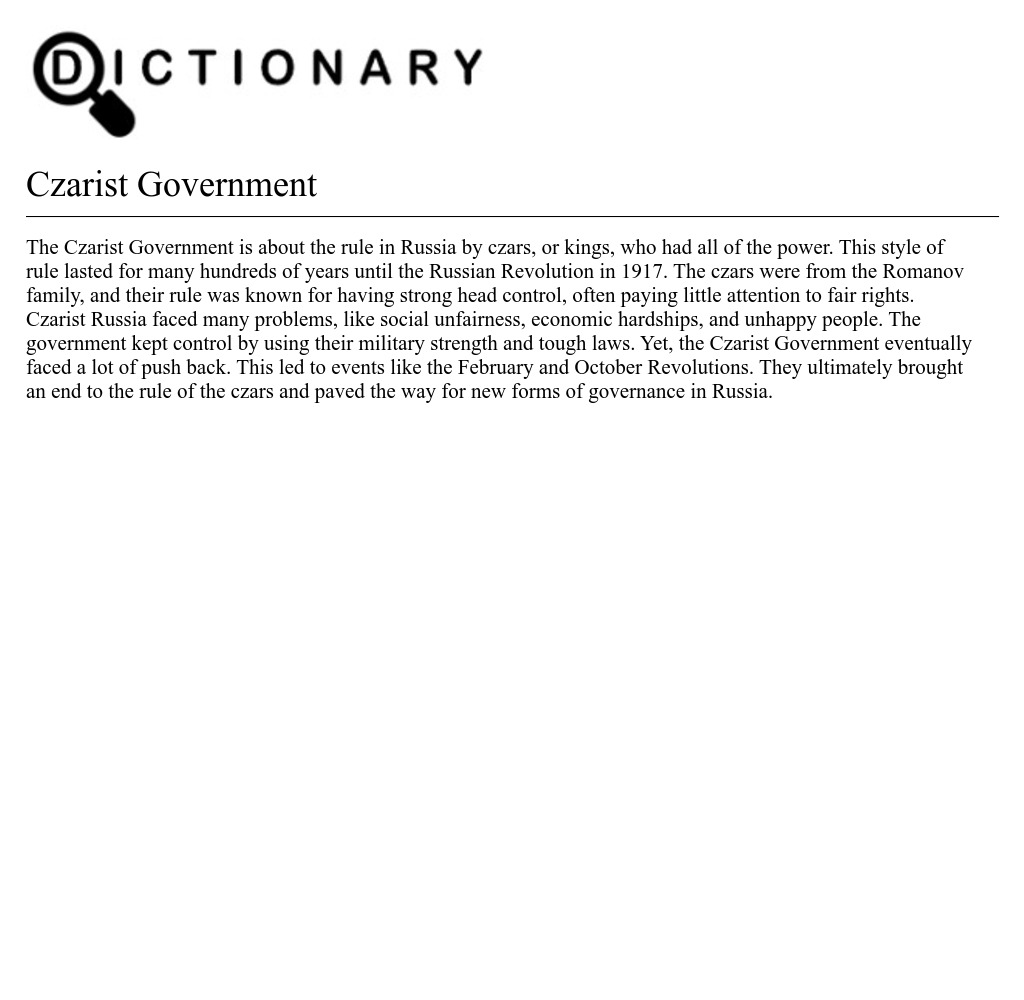 DICTIONARY
Czarist Government
The Czarist Government is about the rule in Russia by czars, or kings, who had all of the power. This style of
rule lasted for many hundreds of years until the Russian Revolution in 1917. The czars were from the Romanov
family, and their rule was known for having strong head control, often paying little attention to fair rights.
Czarist Russia faced many problems, like social unfairness, economic hardships, and unhappy people. The
government kept control by using their military strength and tough laws. Yet, the Czarist Government eventually
faced a lot of push back. This led to events like the February and October Revolutions. They ultimately brought
an end to the rule of the czars and paved the way for new forms of governance in Russia.